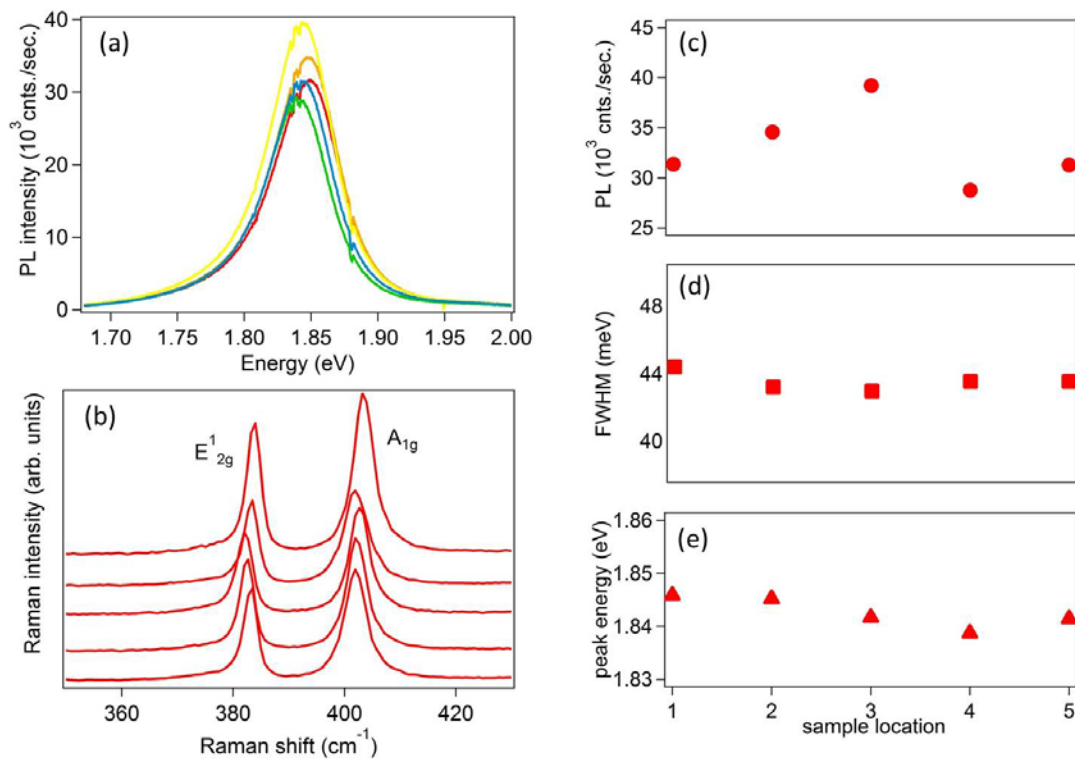 (a)
PL intensity (10³ cnts./sec.)
40
30
20
10
0
1.70 1.75 1.80 1.85 1.90 1.95 2.00
Energy (eV)
(b)
Raman intensity (arb. units)
E¹₂g
A₁g
360 380 400 420
Raman shift (cm⁻¹)
(c)
PL (10³ cnts./sec.)
45
40
35
30
25
(d)
FWHM (meV)
48
44
40
(e)
peak energy (eV)
1.86
1.85
1.84
1.83
1 2 3 4 5
sample location